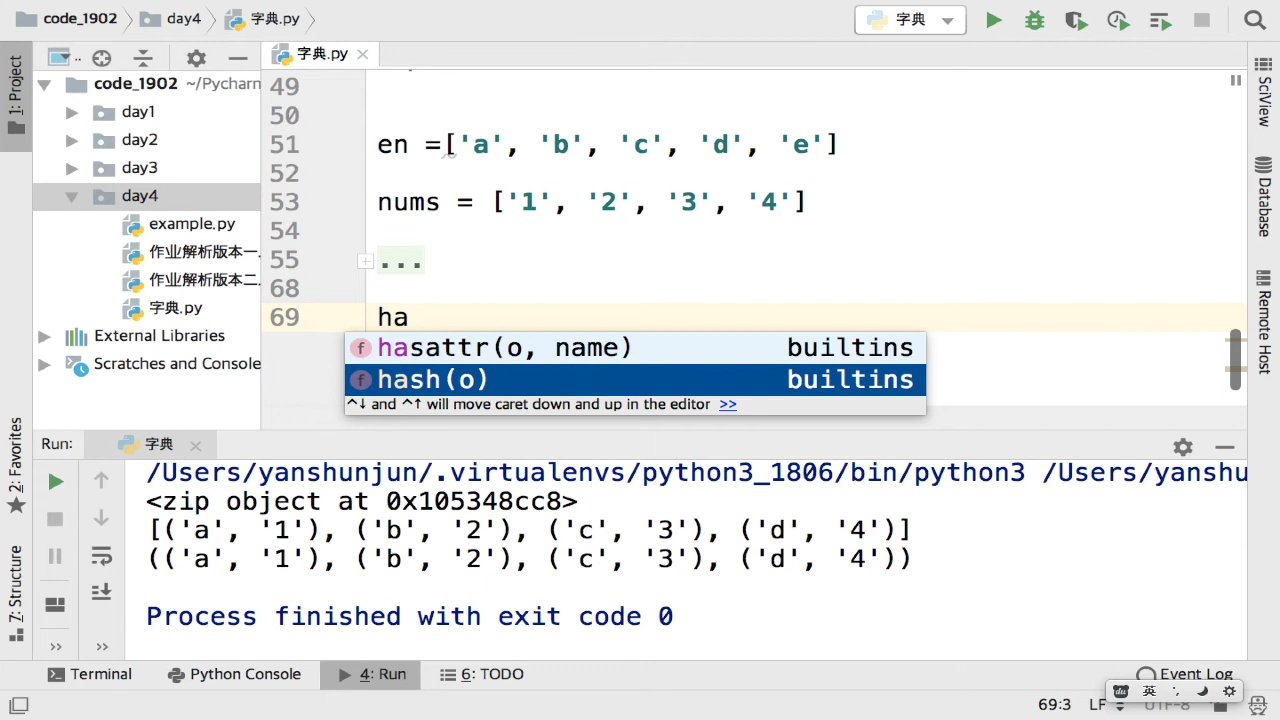 code_1902 day4 字典.py 字典
1: Project
code_1902 ~/Pycharn
day1
day2
day3
day4
example.py
作业解析版本一.
作业解析版本二.
字典.py
External Libraries
Scratches and Console
字典.py
49
50
51 en =['a', 'b', 'c', 'd', 'e']
52
53 nums = ['1', '2', '3', '4']
54
55 ...
68
69 ha
hasattr(o, name) builtins
hash(o) builtins
^↓ and ^↑ will move caret down and up in the editor >>
SciView
Database
Remote Host
2: Favorites
7: Structure
Run: 字典
/Users/yanshunjun/.virtualenvs/python3_1806/bin/python3 /Users/yanshu
<zip object at 0x105348cc8>
[('a', '1'), ('b', '2'), ('c', '3'), ('d', '4')]
(('a', '1'), ('b', '2'), ('c', '3'), ('d', '4'))
Process finished with exit code 0
Terminal Python Console 4: Run 6: TODO Event Log
英
69:3 LF UTF-8